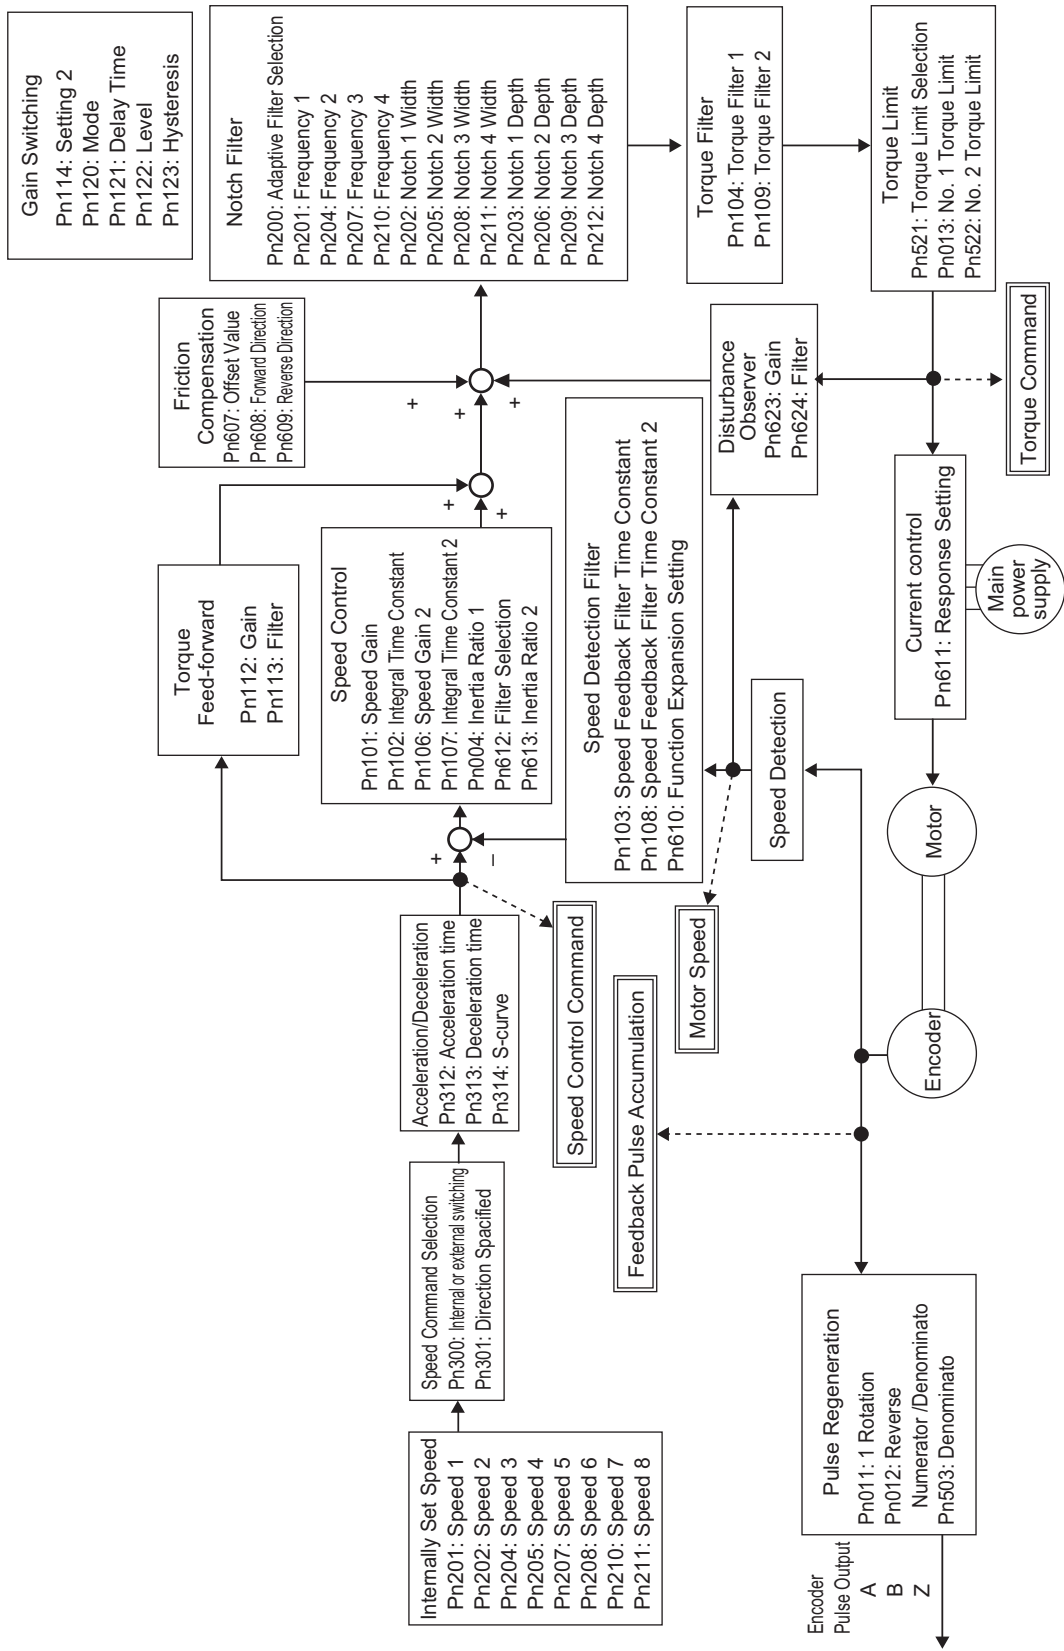 Internally Set Speed
Pn201: Speed 1
Pn202: Speed 2
Pn204: Speed 3
Pn205: Speed 4
Pn207: Speed 5
Pn208: Speed 6
Pn210: Speed 7
Pn211: Speed 8
Speed Command Selection
Pn300: Internal or external switching
Pn301: Direction Spacified
Acceleration/Deceleration
Pn312: Acceleration time
Pn313: Deceleration time
Pn314: S-curve
+
–
Speed Control Command
Torque
Feed-forward
Pn112: Gain
Pn113: Filter
Speed Control
Pn101: Speed Gain
Pn102: Integral Time Constant
Pn106: Speed Gain 2
Pn107: Integral Time Constant 2
Pn004: Inertia Ratio 1
Pn612: Filter Selection
Pn613: Inertia Ratio 2
+
+
Friction
Compensation
Pn607: Offset Value
Pn608: Forward Direction
Pn609: Reverse Direction
+
+
+
Gain Switching
Pn114: Setting 2
Pn120: Mode
Pn121: Delay Time
Pn122: Level
Pn123: Hysteresis
Notch Filter
Pn200: Adaptive Filter Selection
Pn201: Frequency 1
Pn204: Frequency 2
Pn207: Frequency 3
Pn210: Frequency 4
Pn202: Notch 1 Width
Pn205: Notch 2 Width
Pn208: Notch 3 Width
Pn211: Notch 4 Width
Pn203: Notch 1 Depth
Pn206: Notch 2 Depth
Pn209: Notch 3 Depth
Pn212: Notch 4 Depth
Speed Detection Filter
Pn103: Speed Feedback Filter Time Constant
Pn108: Speed Feedback Filter Time Constant 2
Pn610: Function Expansion Setting
Feedback Pulse Accumulation
Motor Speed
Speed Detection
Disturbance
Observer
Pn623: Gain
Pn624: Filter
Torque Filter
Pn104: Torque Filter 1
Pn109: Torque Filter 2
Torque Limit
Pn521: Torque Limit Selection
Pn013: No. 1 Torque Limit
Pn522: No. 2 Torque Limit
Encoder
Pulse Output
A
B
Z
Pulse Regeneration
Pn011: 1 Rotation
Pn012: Reverse
Numerator /Denominato
Pn503: Denominato
Encoder
Motor
Current control
Pn611: Response Setting
Main
power
supply
Torque Command